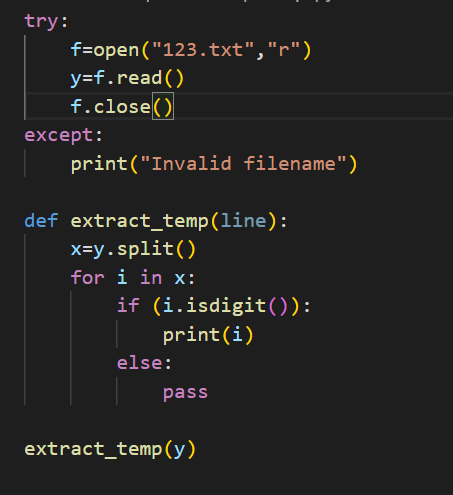 try:
    f=open("123.txt","r")
    y=f.read()
    f.close()
except:
    print("Invalid filename")

def extract_temp(line):
    x=y.split()
    for i in x:
        if (i.isdigit()):
            print(i)
        else:
            pass

extract_temp(y)